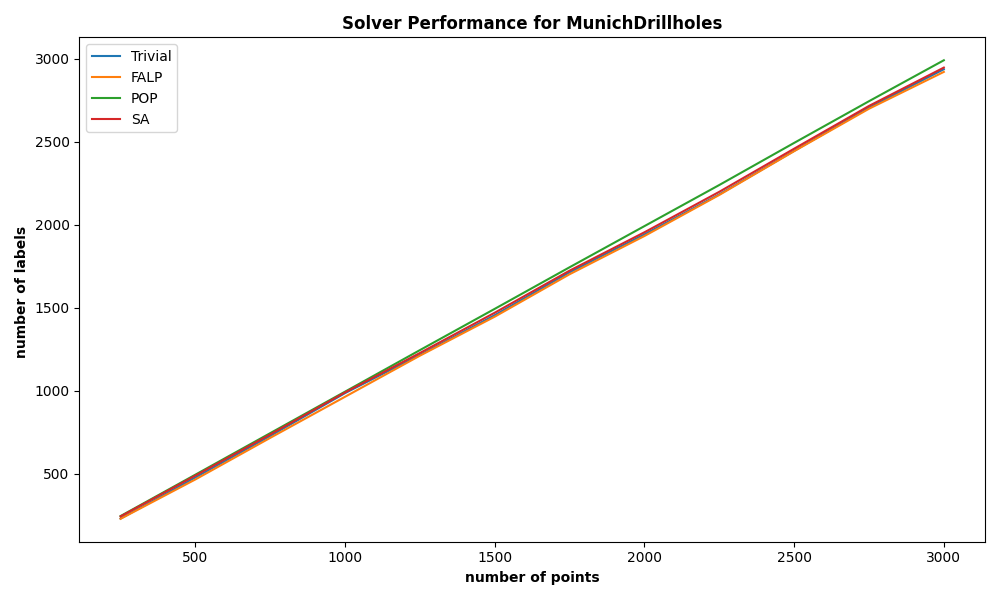 Solver Performance for MunichDrillholes
Trivial
FALP
POP
SA
number of labels
3000
2500
2000
1500
1000
500
500 1000 1500 2000 2500 3000
number of points